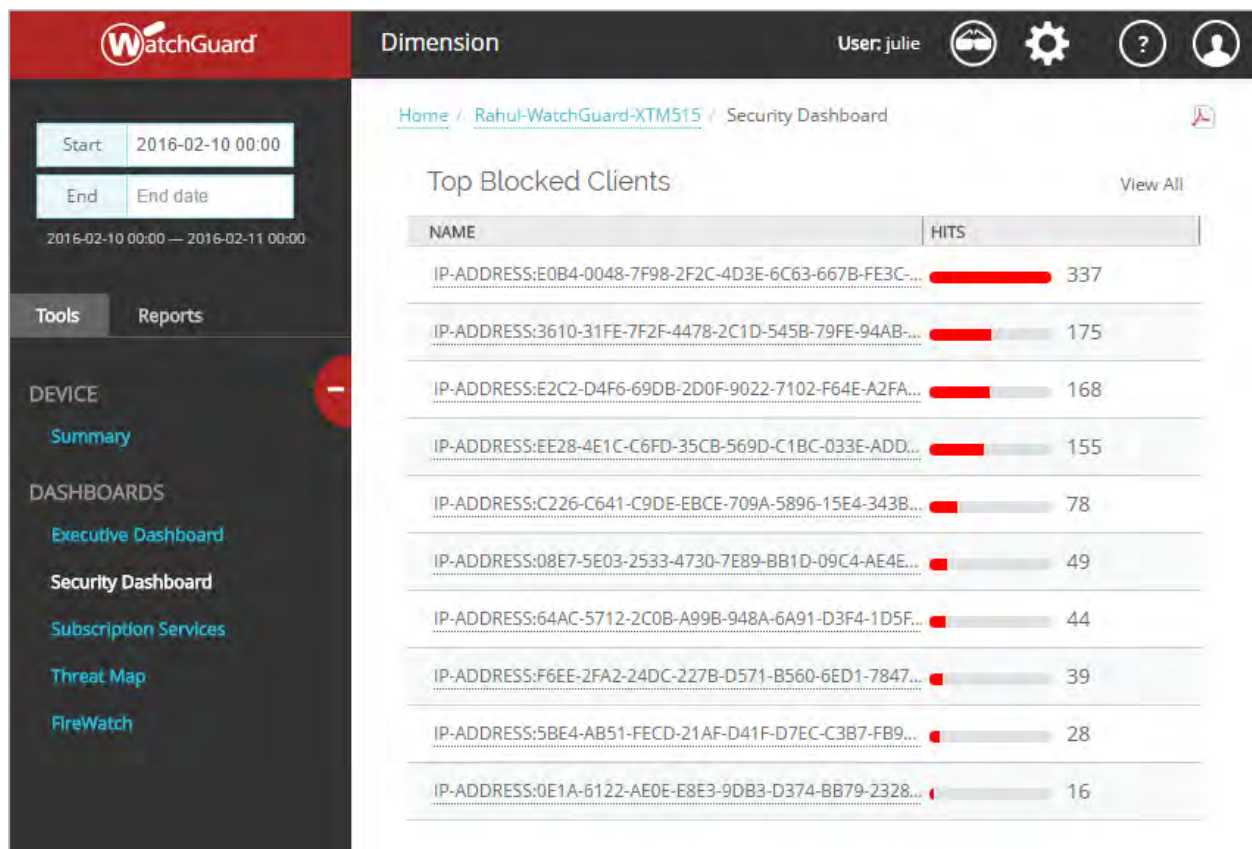 WatchGuard
Dimension
User: julie
?
Start 2016-02-10 00:00
End End date
2016-02-10 00:00 — 2016-02-11 00:00
Tools Reports
DEVICE
Summary
DASHBOARDS
Executive Dashboard
Security Dashboard
Subscription Services
Threat Map
FireWatch
Home / Rahul-WatchGuard-XTM515 / Security Dashboard
Top Blocked Clients View All
NAME HITS
IP-ADDRESS:E0B4-0048-7F98-2F2C-4D3E-6C63-667B-FE3C-... 337
IP-ADDRESS:3610-31FE-7F2F-4478-2C1D-545B-79FE-94AB-... 175
IP-ADDRESS:E2C2-D4F6-69DB-2D0F-9022-7102-F64E-A2FA... 168
IP-ADDRESS:EE28-4E1C-C6FD-35CB-569D-C1BC-033E-ADD... 155
IP-ADDRESS:C226-C641-C9DE-EBCE-709A-5896-15E4-343B... 78
IP-ADDRESS:08E7-5E03-2533-4730-7E89-BB1D-09C4-AE4E... 49
IP-ADDRESS:64AC-5712-2C0B-A99B-948A-6A91-D3F4-1D5F... 44
IP-ADDRESS:F6EE-2FA2-24DC-227B-D571-B560-6ED1-7847... 39
IP-ADDRESS:5BE4-AB51-FECD-21AF-D41F-D7EC-C3B7-FB9... 28
IP-ADDRESS:0E1A-6122-AE0E-E8E3-9DB3-D374-BB79-2328... 16